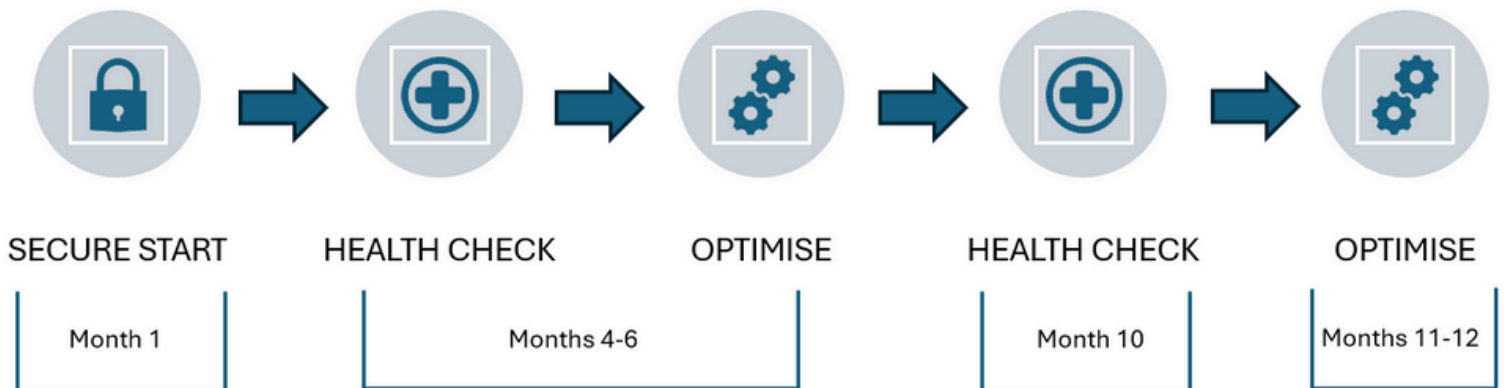 SECURE START
HEALTH CHECK
OPTIMISE
HEALTH CHECK
OPTIMISE
Month 1
Months 4-6
Month 10
Months 11-12